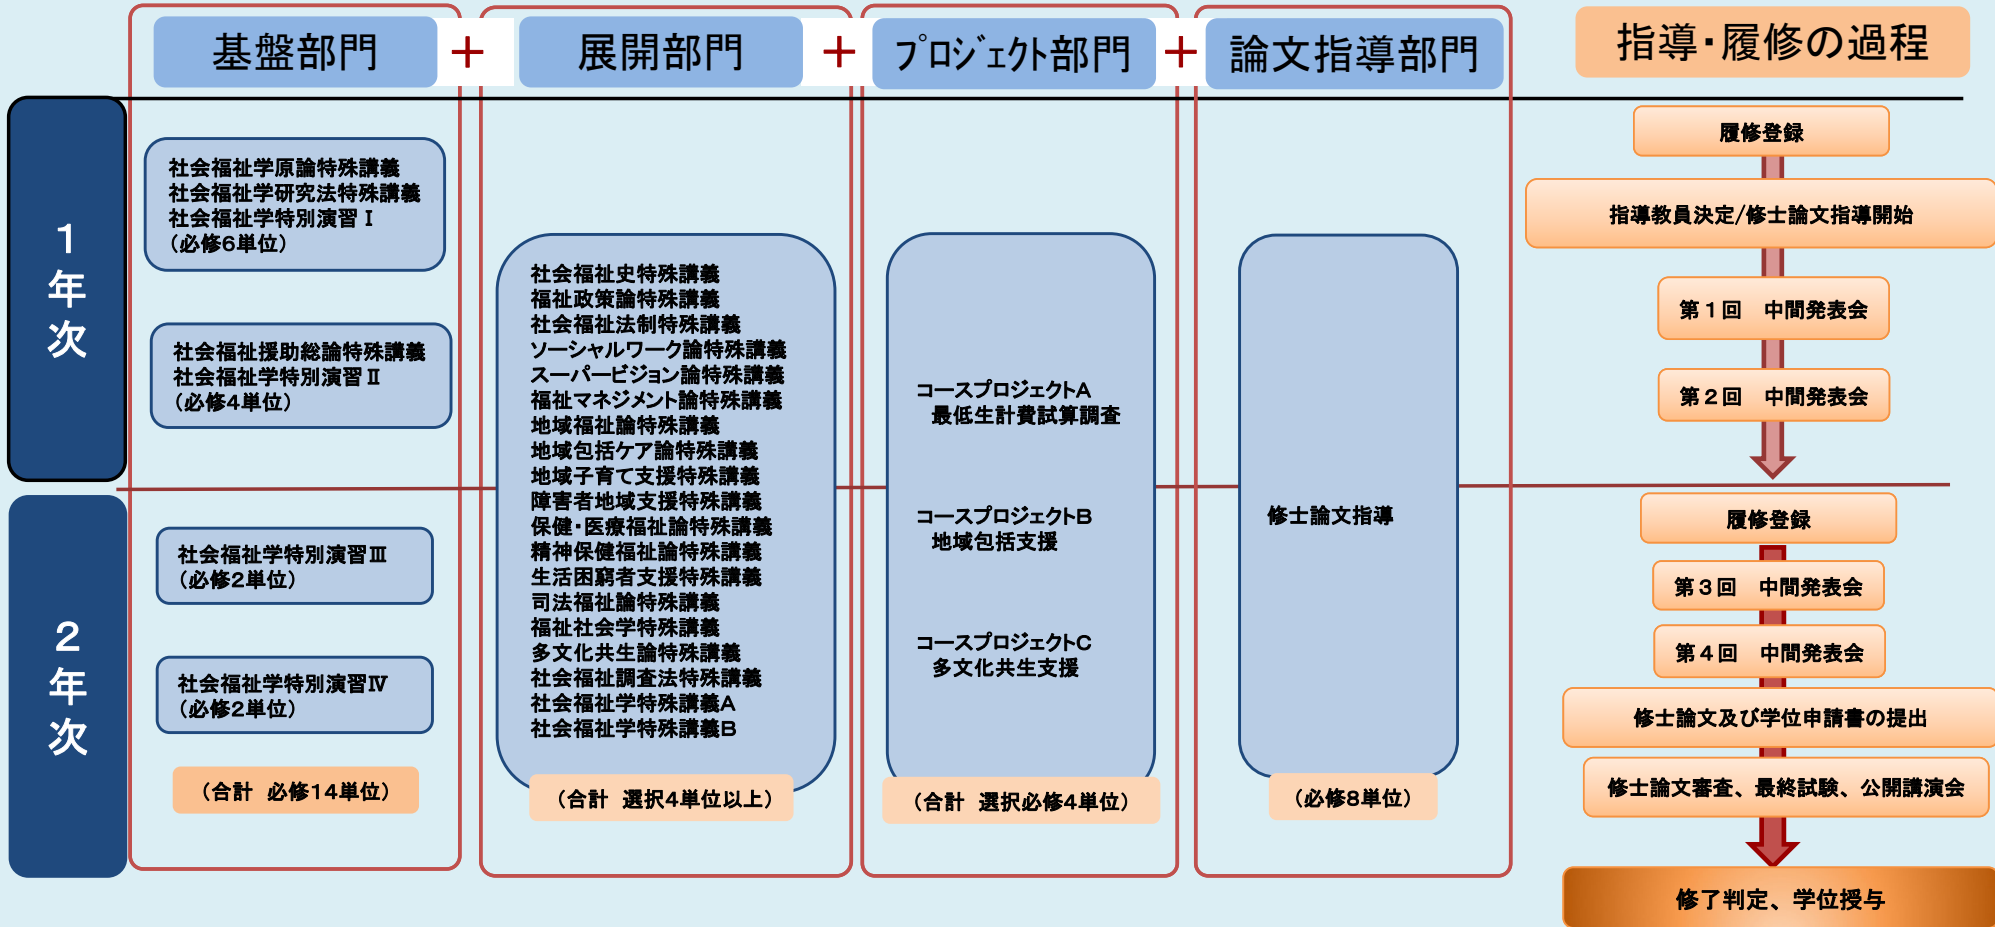 基盤部門
+
展開部門
+
プロジェクト部門
+
論文指導部門
指導・履修の過程
1年次
社会福祉学原論特殊講義
社会福祉学研究法特殊講義
社会福祉学特別演習Ⅰ
(必修6単位)
社会福祉援助総論特殊講義
社会福祉学特別演習Ⅱ
(必修4単位)
2年次
社会福祉学特別演習Ⅲ
(必修2単位)
社会福祉学特別演習Ⅳ
(必修2単位)
(合計 必修14単位)
社会福祉史特殊講義
福祉政策論特殊講義
社会福祉法制特殊講義
ソーシャルワーク論特殊講義
スーパービジョン論特殊講義
福祉マネジメント論特殊講義
地域福祉論特殊講義
地域包括ケア論特殊講義
地域子育て支援特殊講義
障害者地域支援特殊講義
保健・医療福祉論特殊講義
精神保健福祉論特殊講義
生活困窮者支援特殊講義
司法福祉論特殊講義
福祉社会学特殊講義
多文化共生論特殊講義
社会福祉調査法特殊講義
社会福祉学特殊講義A
社会福祉学特殊講義B
(合計 選択4単位以上)
コースプロジェクトA
最低生計費試算調査
コースプロジェクトB
地域包括支援
コースプロジェクトC
多文化共生支援
(合計 選択必修4単位)
修士論文指導
(必修8単位)
履修登録
指導教員決定/修士論文指導開始
第1回 中間発表会
第2回 中間発表会
履修登録
第3回 中間発表会
第4回 中間発表会
修士論文及び学位申請書の提出
修士論文審査、最終試験、公開講演会
修了判定、学位授与